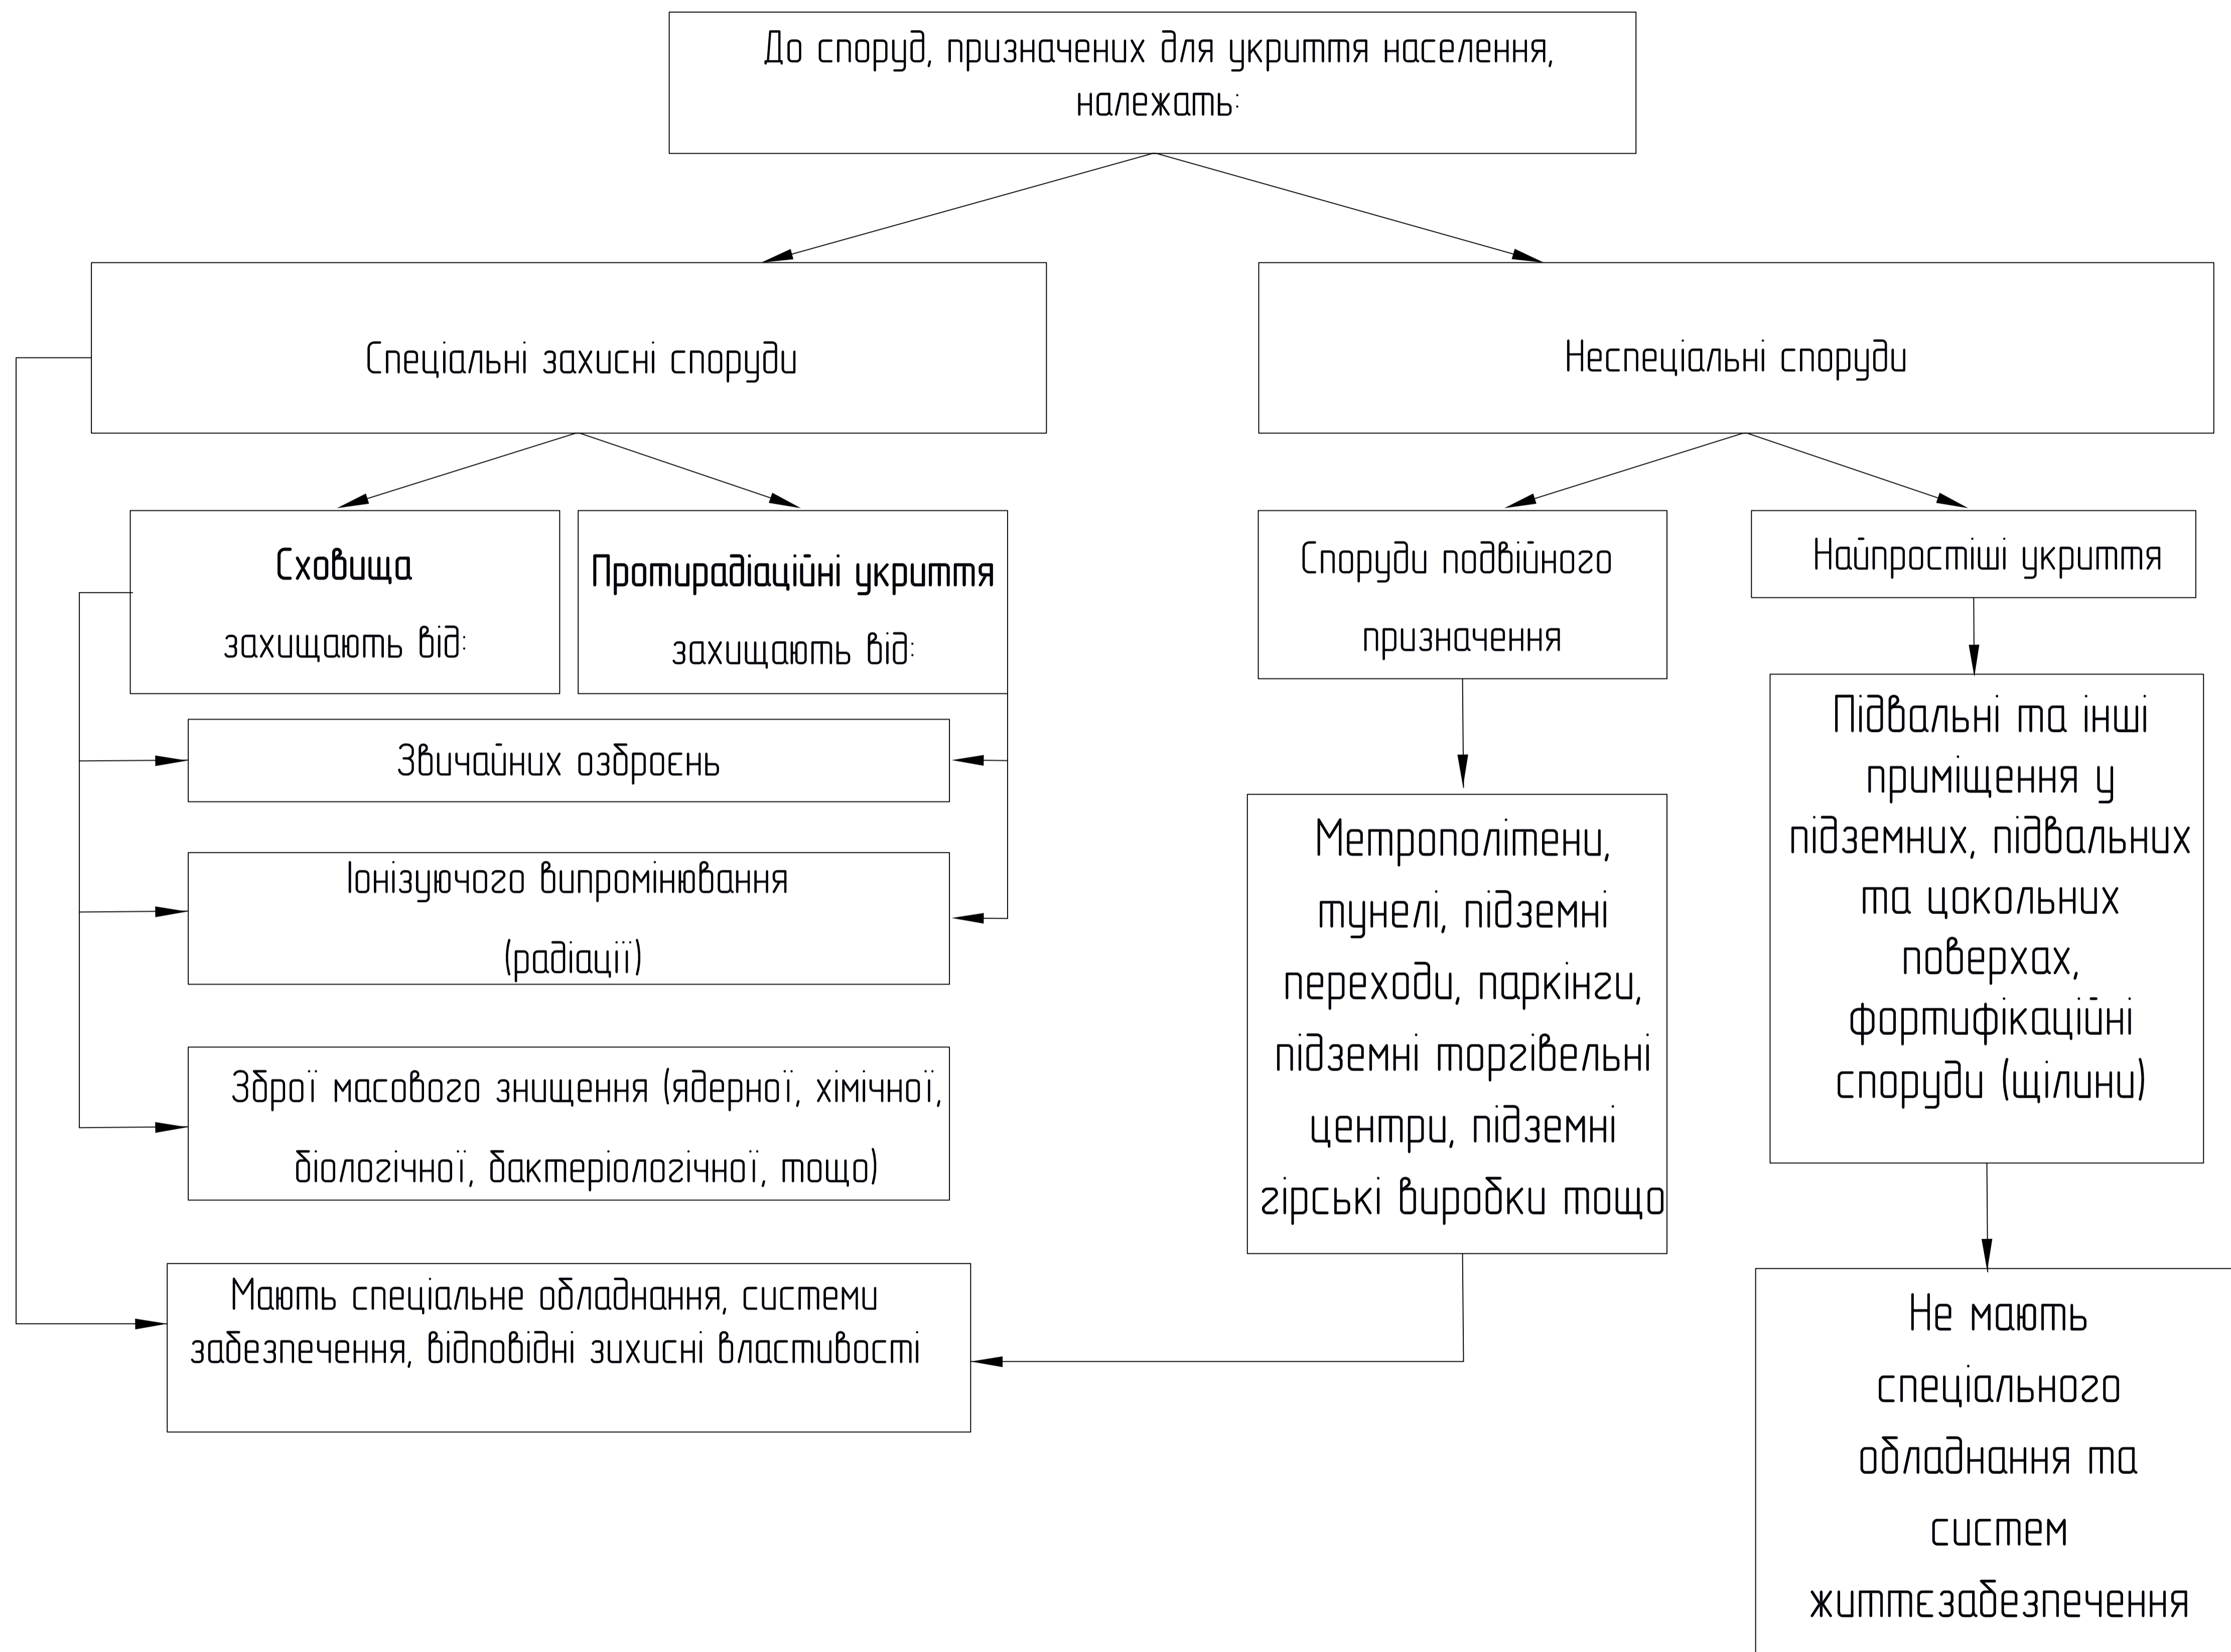 До споруд, призначених для укриття населення,
належать:
Спеціальні захисні споруди
Неспеціальні споруди
Сховища
захищають від:
Протирадіаційні укриття
захищають від:
Споруди подвійного
призначення
Найпростіші укриття
Звичайних озброєнь
Іонізуючого випромінювання
(радіації)
Зброї масового знищення (ядерної, хімічної,
біологічної, бактеріологічної, тощо)
Мають спеціальне обладнання, системи
забезпечення, відповідні зихисні властивості
Метрополітени,
тунелі, підземні
переходи, паркінги,
підземні торгівельні
центри, підземні
гірські виробки тощо
Підвальні та інші
приміщення у
підземних, підвальних
та цокольних
поверхах,
фортифікаційні
споруди (щілини)
Не мають
спеціального
обладнання та
систем
життєзабезпечення